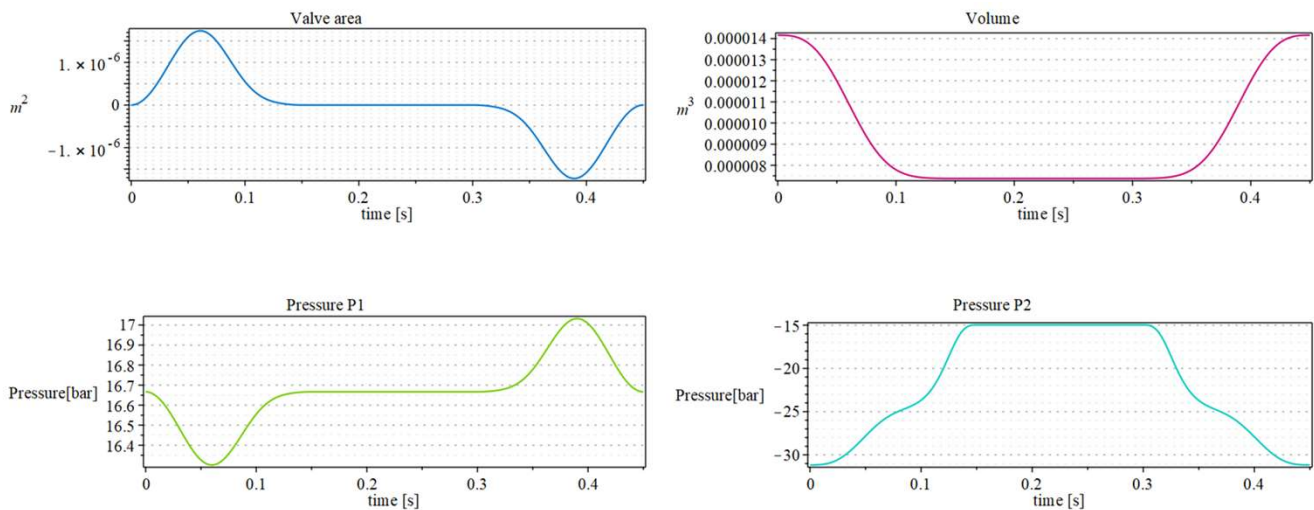 Valve area
1. × 10⁻⁶
m²
0
−1. × 10⁻⁶
0 0.1 0.2 0.3 0.4
time [s]
Volume
0.000014
0.000013
0.000012
0.000011
m³
0.000010
0.000009
0.000008
0 0.1 0.2 0.3 0.4
time [s]
Pressure P1
17
16.9
16.8
16.7
Pressure[bar]
16.6
16.5
16.4
0 0.1 0.2 0.3 0.4
time [s]
Pressure P2
−15
−20
Pressure[bar]
−25
−30
0 0.1 0.2 0.3 0.4
time [s]